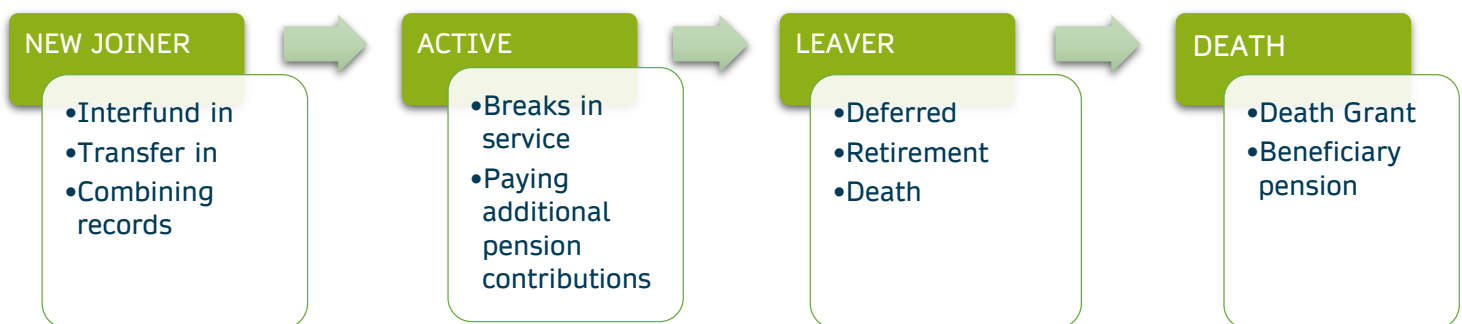 NEW JOINER
•Interfund in
•Transfer in
•Combining
records
ACTIVE
•Breaks in
service
•Paying
additional
pension
contributions
LEAVER
•Deferred
•Retirement
•Death
DEATH
•Death Grant
•Beneficiary
pension